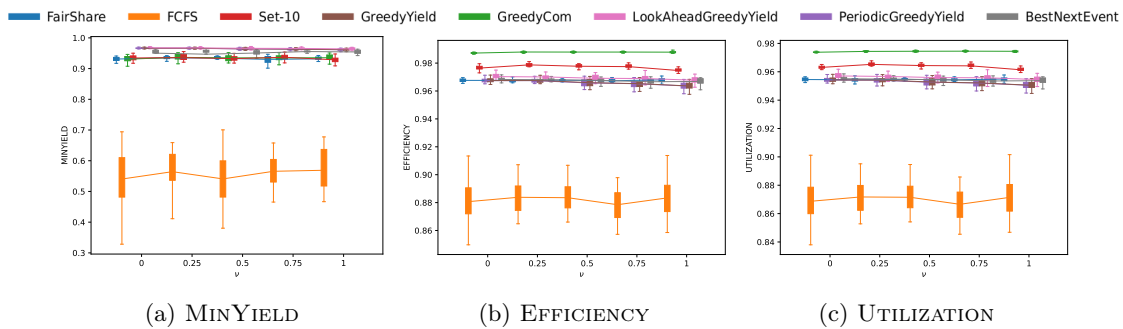 FairShare FCFS Set-10 GreedyYield GreedyCom LookAheadGreedyYield PeriodicGreedyYield BestNextEvent
MINYIELD
1.0
0.9
0.8
0.7
0.6
0.5
0.4
0.3
0 0.25 0.5 0.75 1
ν
(a) MINYIELD
EFFICIENCY
0.98
0.96
0.94
0.92
0.90
0.88
0.86
0 0.25 0.5 0.75 1
ν
(b) EFFICIENCY
UTILIZATION
0.98
0.96
0.94
0.92
0.90
0.88
0.86
0.84
0 0.25 0.5 0.75 1
ν
(c) UTILIZATION